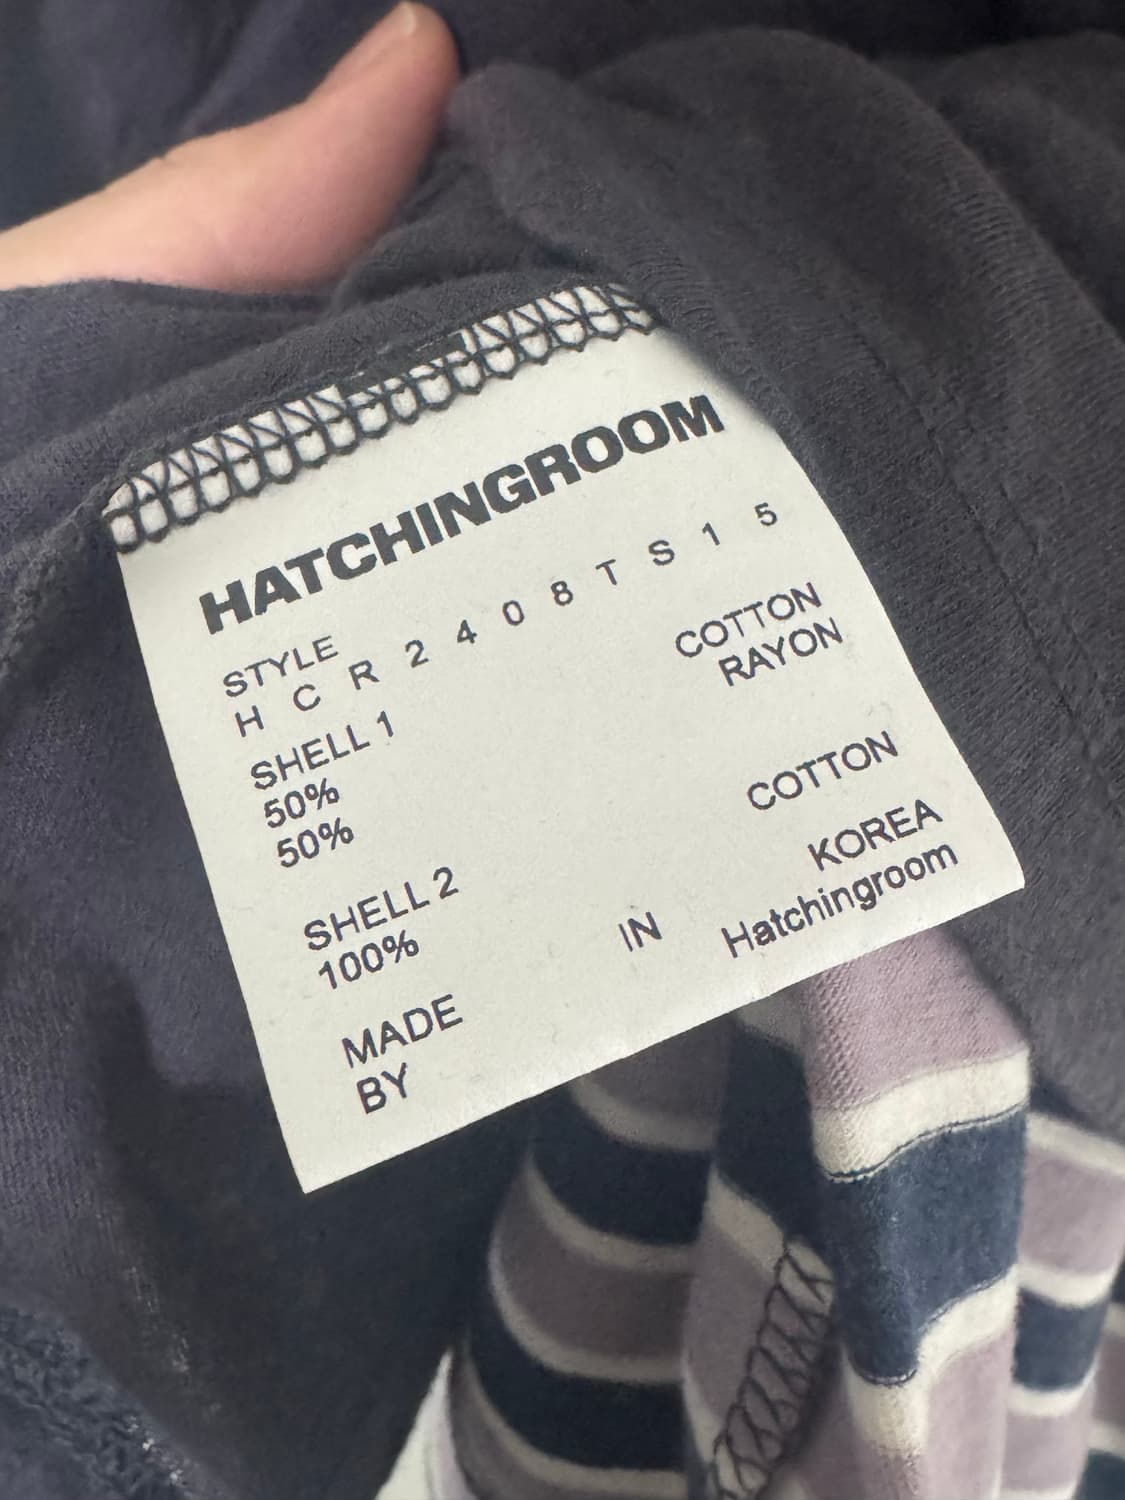 HATCHINGROOM
STYLE
H C R 2 4 0 8 T S 1 5
SHELL 1
50% COTTON
50% RAYON
SHELL 2
100% COTTON
MADE IN KOREA
BY Hatchingroom